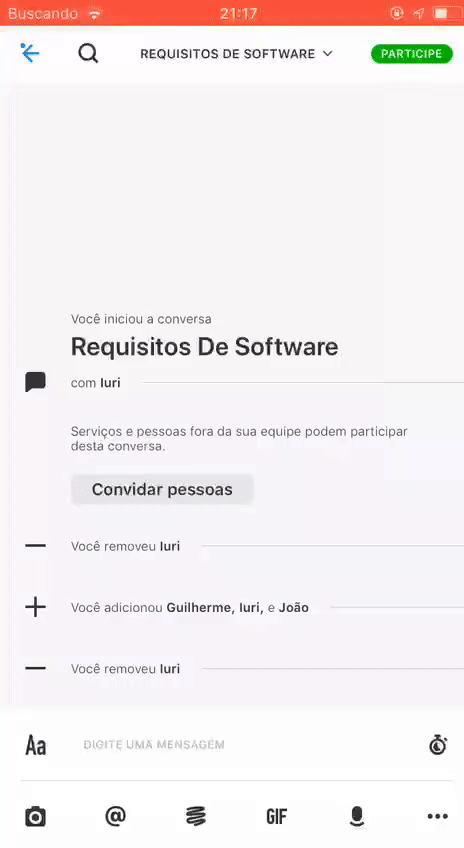 Buscando 21:17
REQUISITOS DE SOFTWARE PARTICIPE
Você iniciou a conversa
Requisitos De Software
com Iuri
Serviços e pessoas fora da sua equipe podem participar
desta conversa.
Convidar pessoas
Você removeu Iuri
Você adicionou Guilherme, Iuri, e João
Você removeu Iuri
Aa DIGITE UMA MENSAGEM
@ GIF